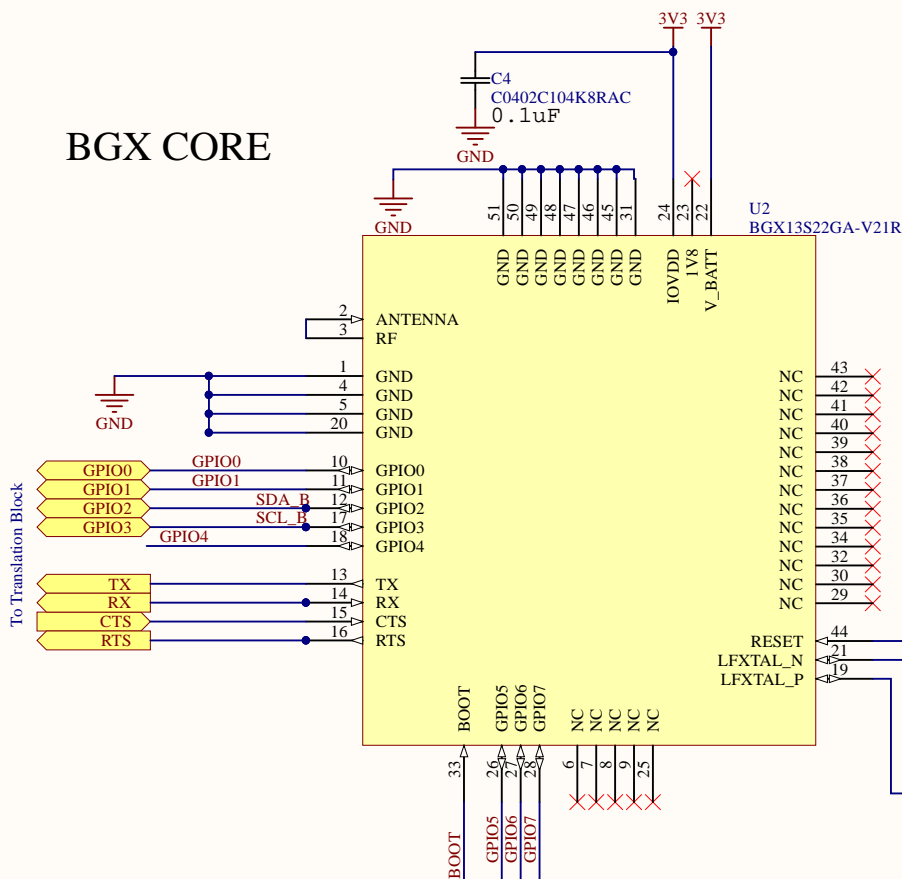 3V3 3V3
C4
C0402C104K8RAC
0.1uF
GND
BGX CORE
GND
51 50 49 48 47 46 45 31 24 23 22
U2
BGX13S22GA-V21R
GND GND GND GND GND GND GND GND IOVDD 1V8 V_BATT
2 ANTENNA
3 RF
1 GND
4 GND
5 GND
20 GND
GND
GPIO0 GPIO0 10 GPIO0
GPIO1 GPIO1 11 GPIO1
GPIO2 SDA_B 12 GPIO2
GPIO3 SCL_B 17 GPIO3
GPIO4 18 GPIO4
TX 13 TX
RX 14 RX
CTS 15 CTS
RTS 16 RTS
To Translation Block
NC 43
NC 42
NC 41
NC 40
NC 39
NC 38
NC 37
NC 36
NC 35
NC 34
NC 32
NC 30
NC 29
RESET 44
LFXTAL_N 21
LFXTAL_P 19
BOOT GPIO5 GPIO6 GPIO7 NC NC NC NC NC
33 26 27 28 6 7 8 9 25
BOOT GPIO5 GPIO6 GPIO7